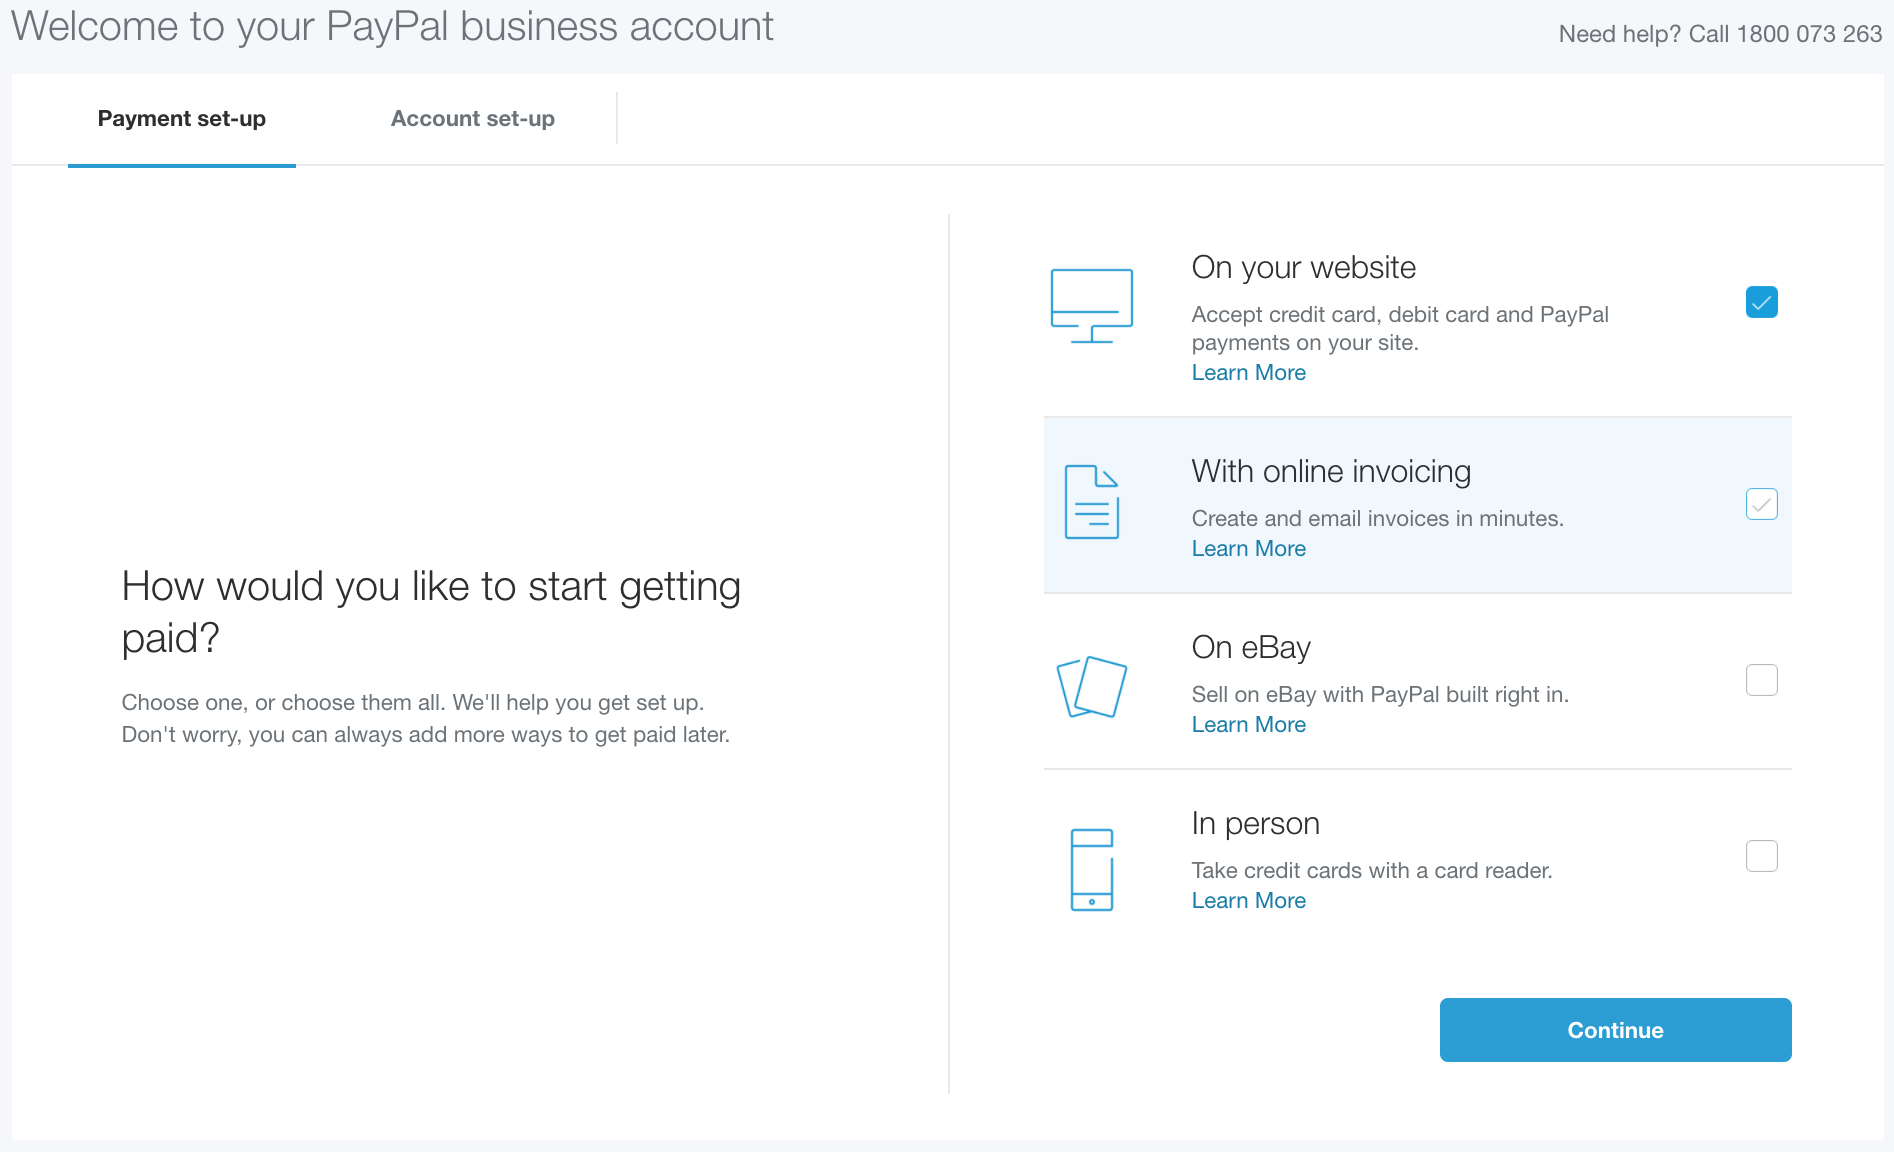 Welcome to your PayPal business account
Need help? Call 1800 073 263
Payment set-up
Account set-up
How would you like to start getting
paid?
Choose one, or choose them all. We'll help you get set up.
Don't worry, you can always add more ways to get paid later.
On your website
Accept credit card, debit card and PayPal
payments on your site.
Learn More
With online invoicing
Create and email invoices in minutes.
Learn More
On eBay
Sell on eBay with PayPal built right in.
Learn More
In person
Take credit cards with a card reader.
Learn More
Continue